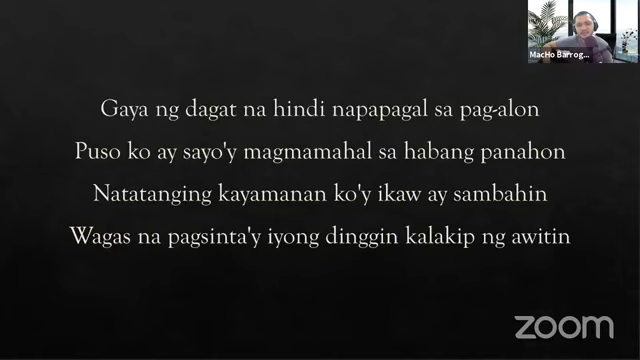 MacHo Barrog...
Gaya ng dagat na hindi napapagal sa pag-alon
Puso ko ay sayo'y magmamahal sa habang panahon
Natatanging kayamanan ko'y ikaw ay sambahin
Wagas na pagsinta'y iyong dinggin kalakip ng awitin
zoom